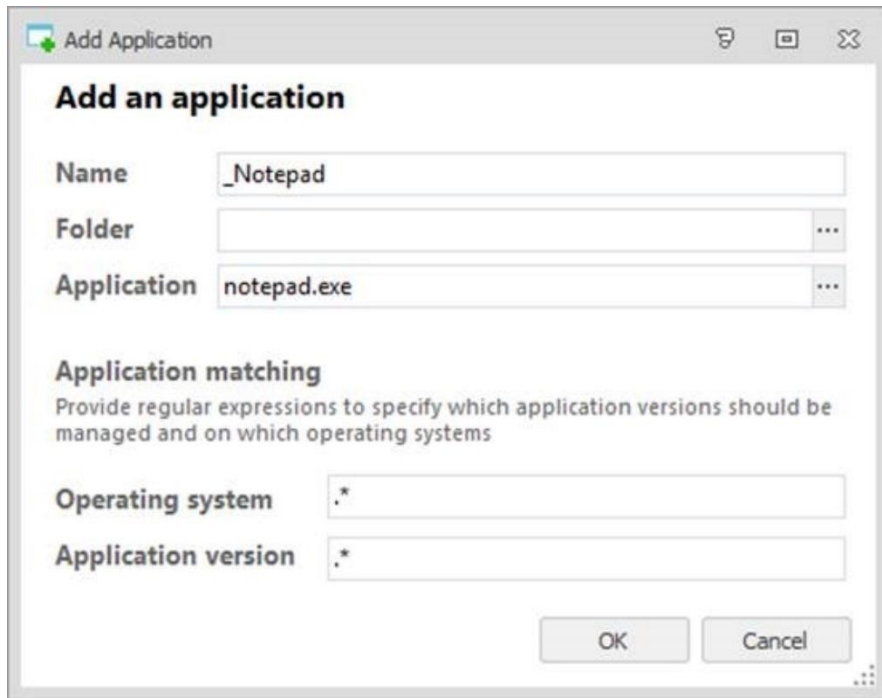 Add Application
Add an application
Name _Notepad
Folder ...
Application notepad.exe ...
Application matching
Provide regular expressions to specify which application versions should be
managed and on which operating systems
Operating system .*
Application version .*
OK Cancel